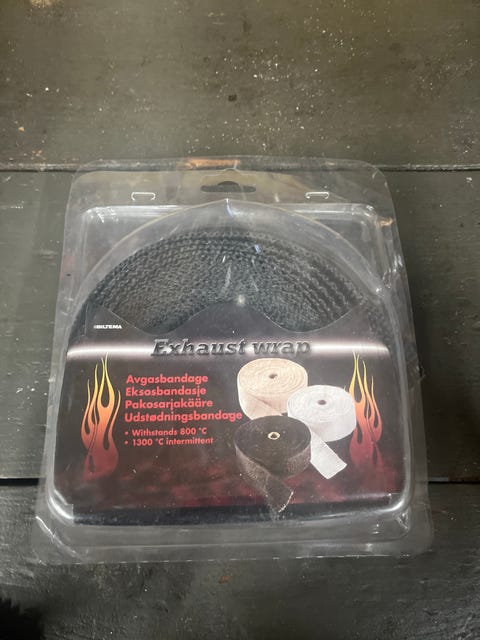 BILTEMA
Exhaust wrap
Avgasbandage
Eksosbandasje
Pakosarjakääre
Udstødningsbandage
• Withstands 800 °C
• 1300 °C intermittent